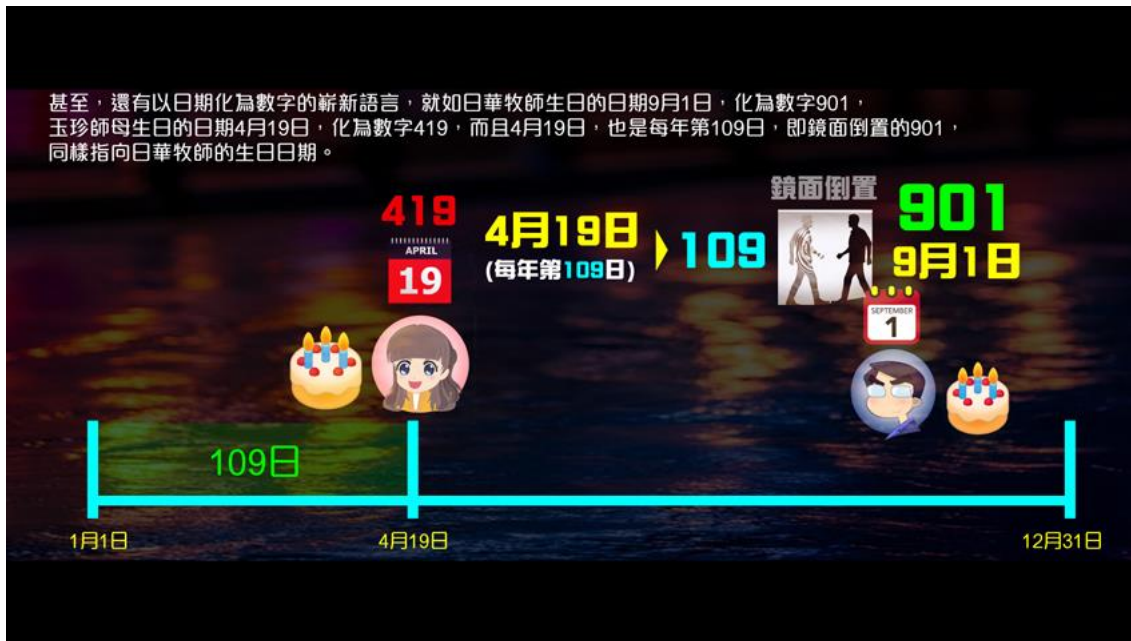 甚至，還有以日期化為數字的嶄新語言，就如日華牧師生日的日期9月1日，化為數字901，
玉珍師母生日的日期4月19日，化為數字419，而且4月19日，也是每年第109日，即鏡面倒置的901，
同樣指向日華牧師的生日日期。
419
APRIL
19
4月19日
(每年第109日)
109
鏡面倒置
901
9月1日
SEPTEMBER
1
109日
1月1日
4月19日
12月31日